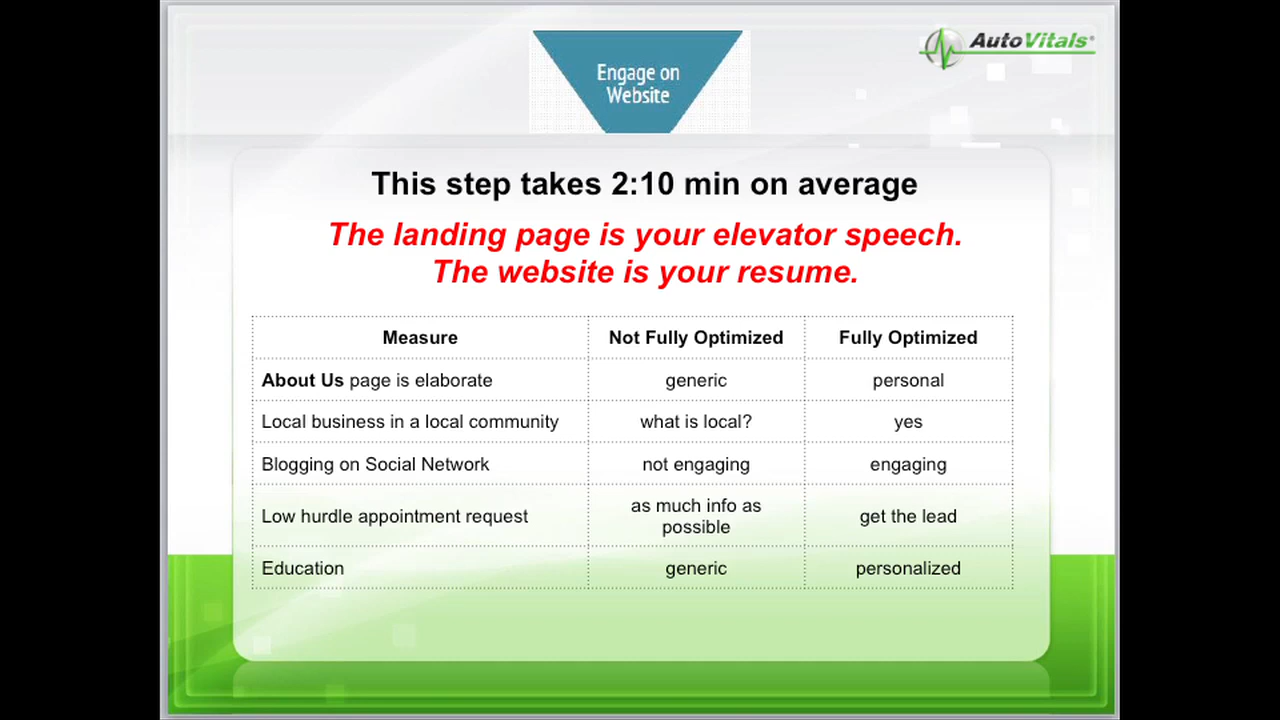 AutoVitals®
Engage on
Website
This step takes 2:10 min on average
The landing page is your elevator speech.
The website is your resume.
Measure Not Fully Optimized Fully Optimized
About Us page is elaborate generic personal
Local business in a local community what is local? yes
Blogging on Social Network not engaging engaging
Low hurdle appointment request as much info as possible get the lead
Education generic personalized